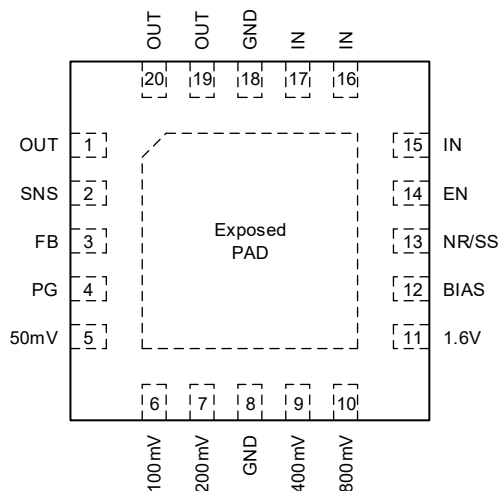 OUT OUT GND IN IN
20 19 18 17 16
OUT 1 15 IN
SNS 2 14 EN
FB 3 Exposed 13 NR/SS
PAD
PG 4 12 BIAS
50mV 5 11 1.6V
6 7 8 9 10
100mV 200mV GND 400mV 800mV